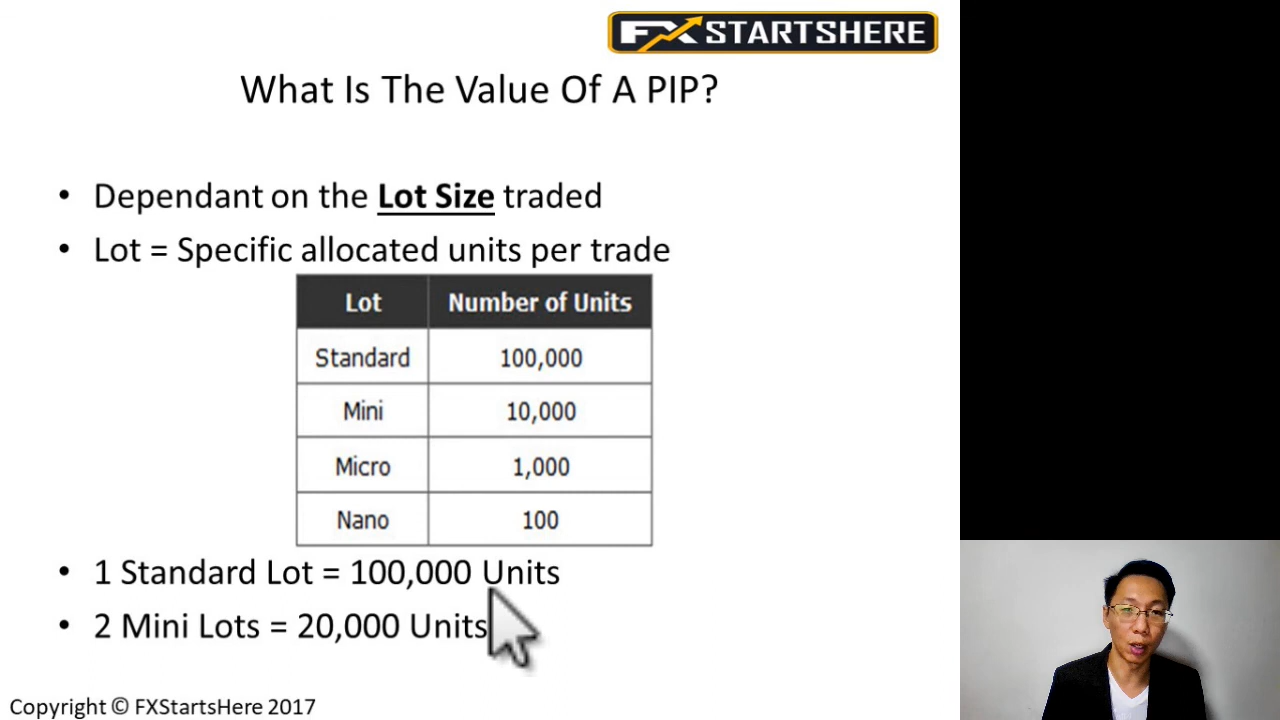 FX STARTSHERE
What Is The Value Of A PIP?
• Dependant on the Lot Size traded
• Lot = Specific allocated units per trade
Lot Number of Units
Standard 100,000
Mini 10,000
Micro 1,000
Nano 100
• 1 Standard Lot = 100,000 Units
• 2 Mini Lots = 20,000 Units
Copyright © FXStartsHere 2017